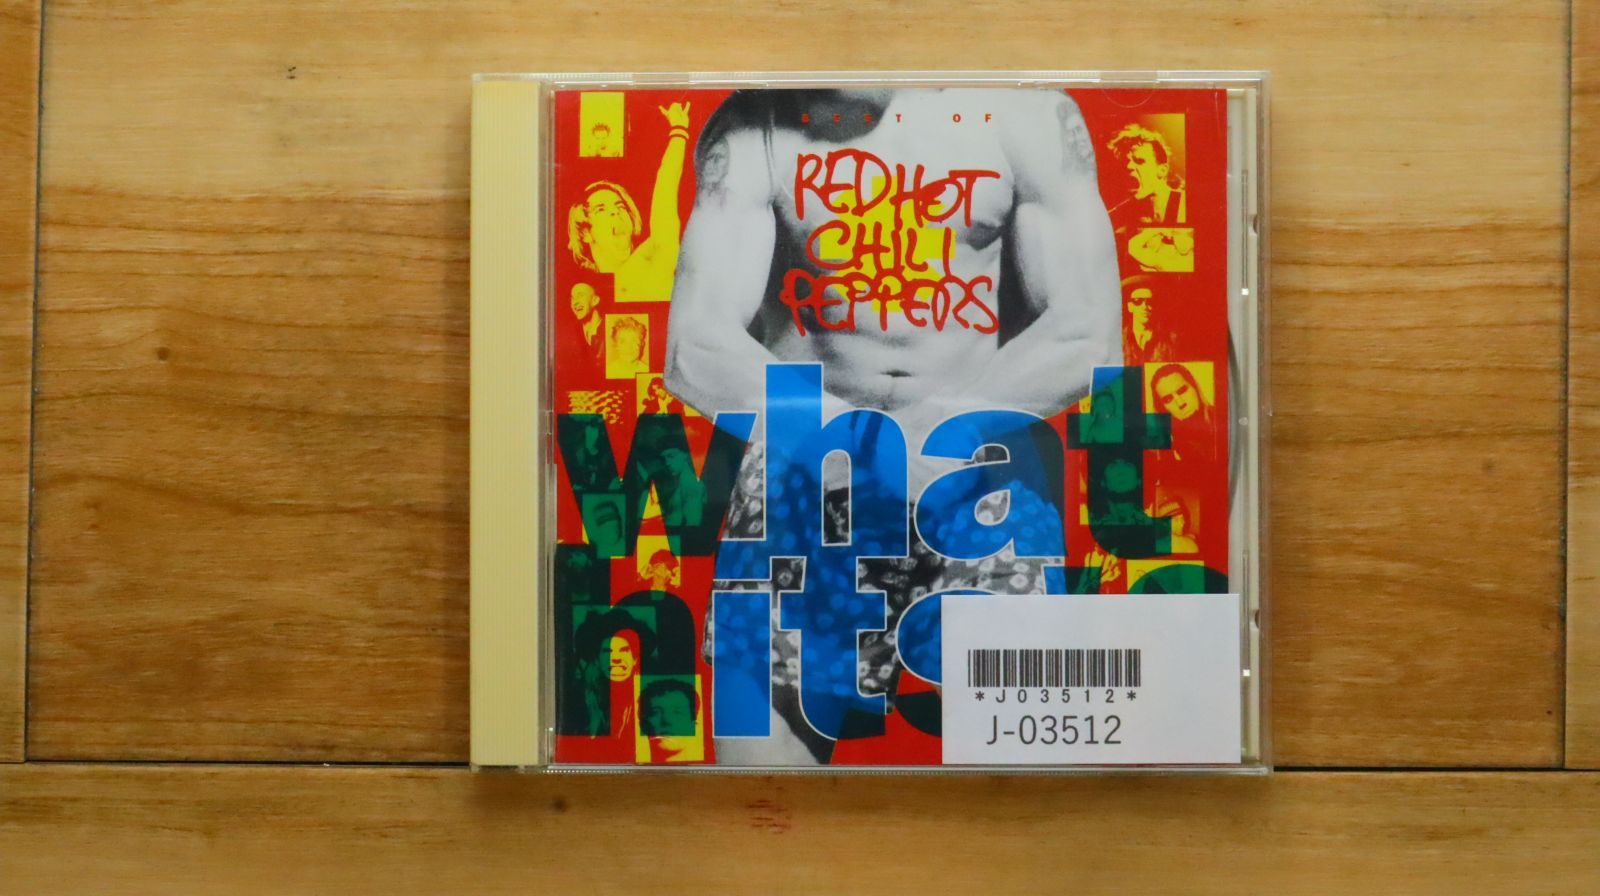 BEST OF
RED HOT
CHILI
PEPPERS
what
hits
*J03512*
J-03512